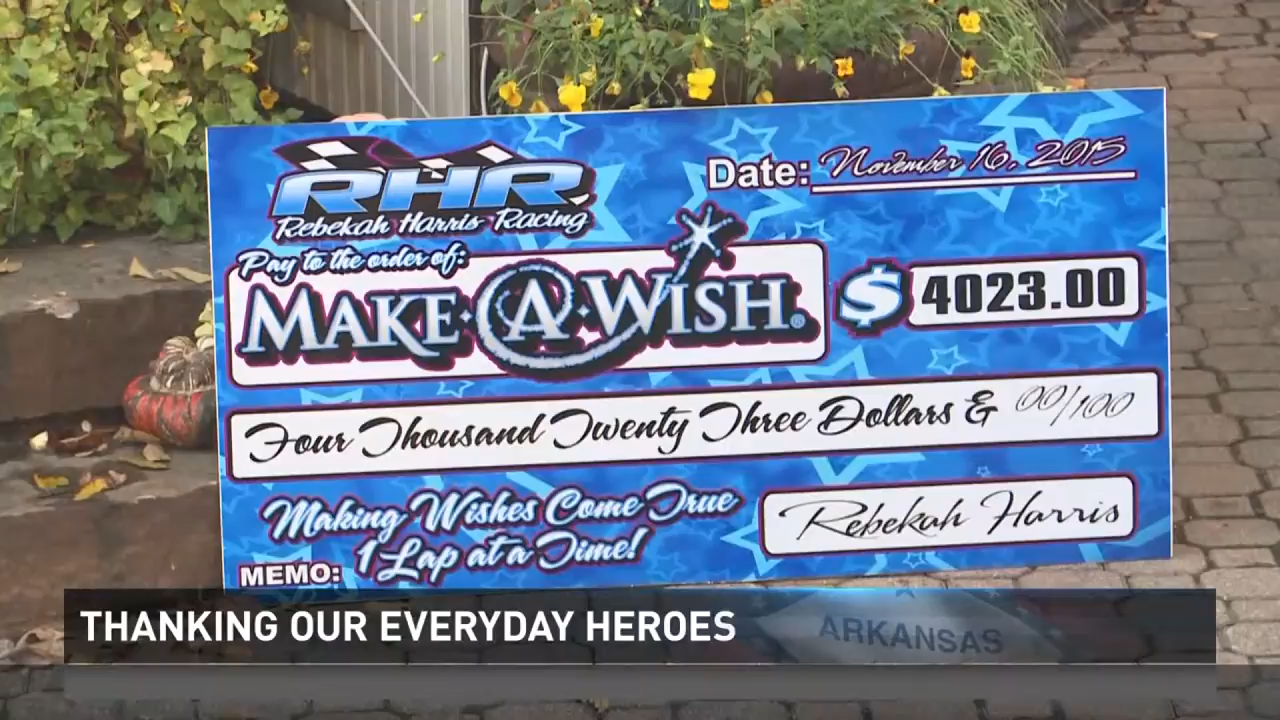 RHR
Rebekah Harris Racing
Date: November 16, 2015
Pay to the order of:
MAKE·A·WISH®
$ 4023.00
Four Thousand Twenty Three Dollars & 00/100
Making Wishes Come True
1 Lap at a Time!
MEMO:
Rebekah Harris
THANKING OUR EVERYDAY HEROES
ARKANSAS